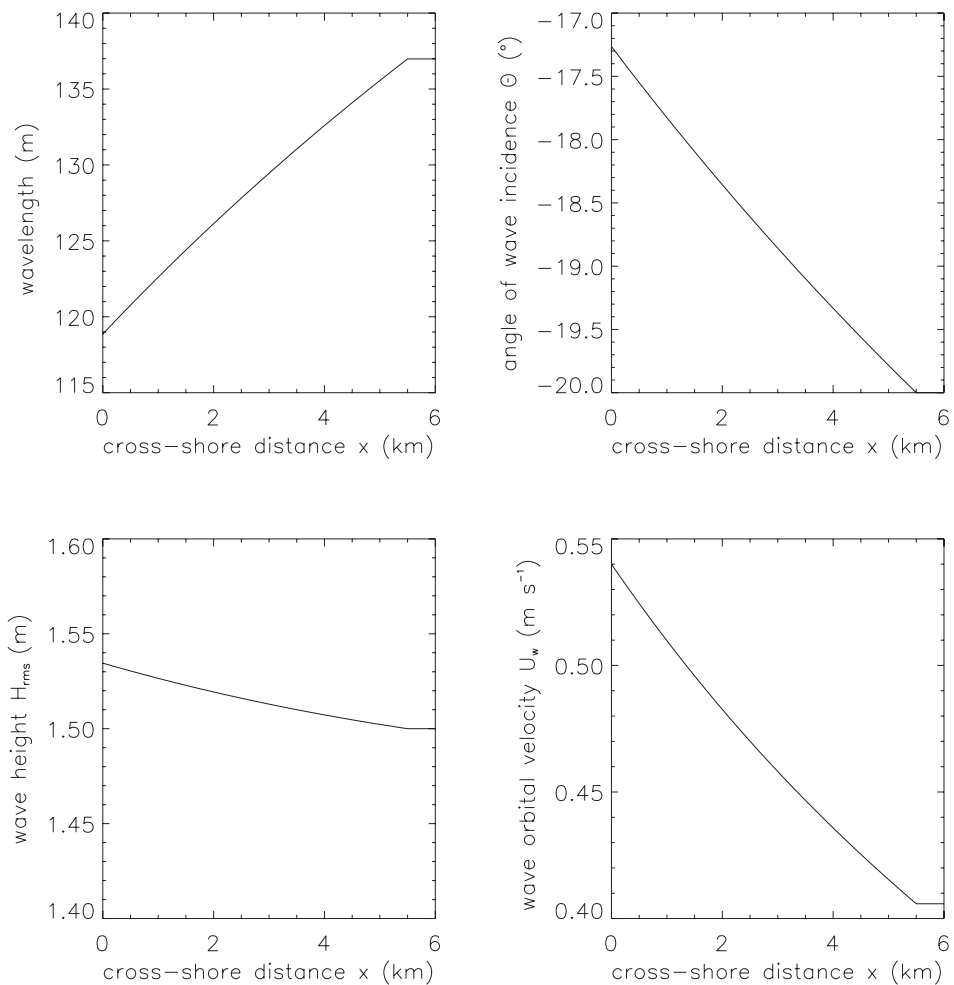 140
135
130
125
120
115
wavelength (m)
0 2 4 6
cross-shore distance x (km)
-17.0
-17.5
-18.0
-18.5
-19.0
-19.5
-20.0
angle of wave incidence Θ (°)
0 2 4 6
cross-shore distance x (km)
1.60
1.55
1.50
1.45
1.40
wave height Hrms (m)
0 2 4 6
cross-shore distance x (km)
0.55
0.50
0.45
0.40
wave orbital velocity Uw (m s⁻¹)
0 2 4 6
cross-shore distance x (km)